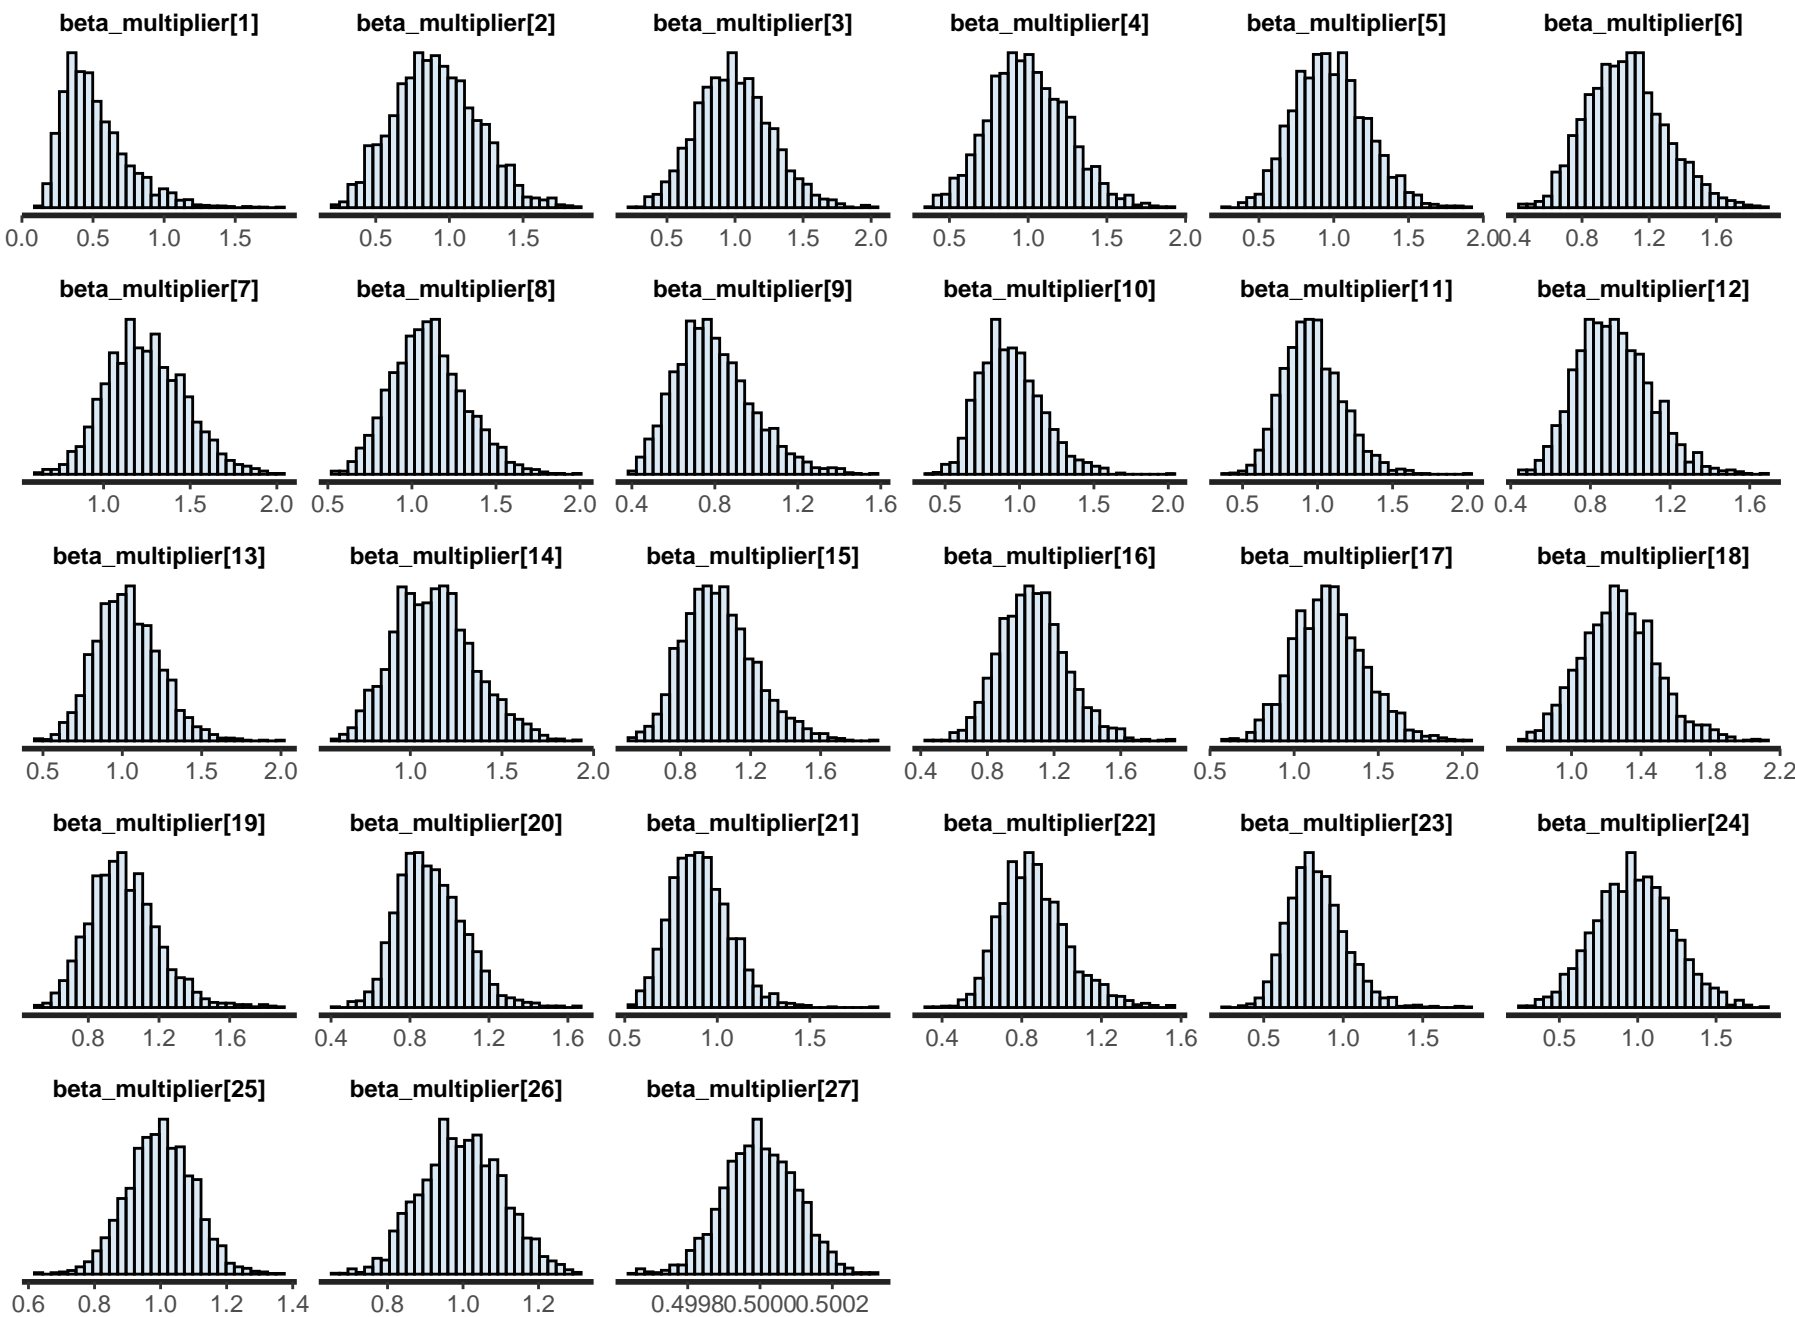 beta_multiplier[1] beta_multiplier[2] beta_multiplier[3] beta_multiplier[4] beta_multiplier[5] beta_multiplier[6]
0.0 0.5 1.0 1.5 0.5 1.0 1.5 0.5 1.0 1.5 2.0 0.5 1.0 1.5 2.0 0.5 1.0 1.5 2.0 0.4 0.8 1.2 1.6
beta_multiplier[7] beta_multiplier[8] beta_multiplier[9] beta_multiplier[10] beta_multiplier[11] beta_multiplier[12]
1.0 1.5 2.0 0.5 1.0 1.5 2.0 0.4 0.8 1.2 1.6 0.5 1.0 1.5 2.0 0.5 1.0 1.5 2.0 0.4 0.8 1.2 1.6
beta_multiplier[13] beta_multiplier[14] beta_multiplier[15] beta_multiplier[16] beta_multiplier[17] beta_multiplier[18]
0.5 1.0 1.5 2.0 1.0 1.5 2.0 0.8 1.2 1.6 0.4 0.8 1.2 1.6 0.5 1.0 1.5 2.0 1.0 1.4 1.8 2.2
beta_multiplier[19] beta_multiplier[20] beta_multiplier[21] beta_multiplier[22] beta_multiplier[23] beta_multiplier[24]
0.8 1.2 1.6 0.4 0.8 1.2 1.6 0.5 1.0 1.5 0.4 0.8 1.2 1.6 0.5 1.0 1.5 0.5 1.0 1.5
beta_multiplier[25] beta_multiplier[26] beta_multiplier[27]
0.6 0.8 1.0 1.2 1.4 0.8 1.0 1.2 0.4998 0.5000 0.5002